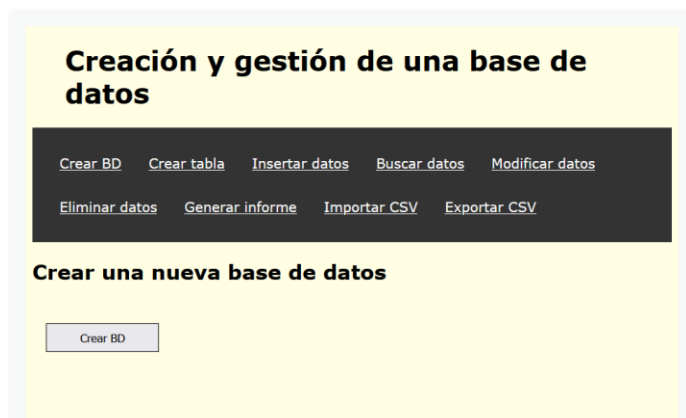 Creación y gestión de una base de
datos
Crear BD Crear tabla Insertar datos Buscar datos Modificar datos
Eliminar datos Generar informe Importar CSV Exportar CSV
Crear una nueva base de datos
Crear BD